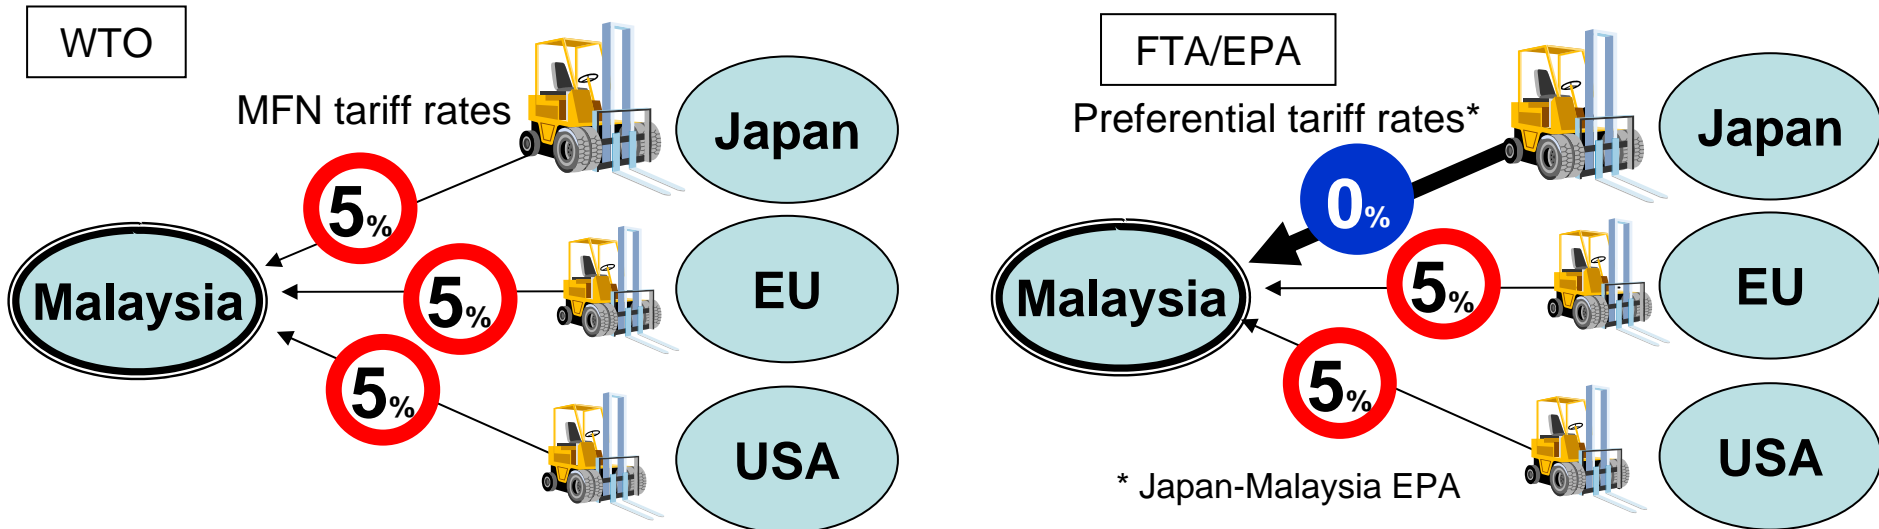 WTO
MFN tariff rates
Japan
5%
Malaysia
5%
EU
5%
USA
FTA/EPA
Preferential tariff rates*
Japan
0%
Malaysia
5%
EU
5%
USA
* Japan-Malaysia EPA